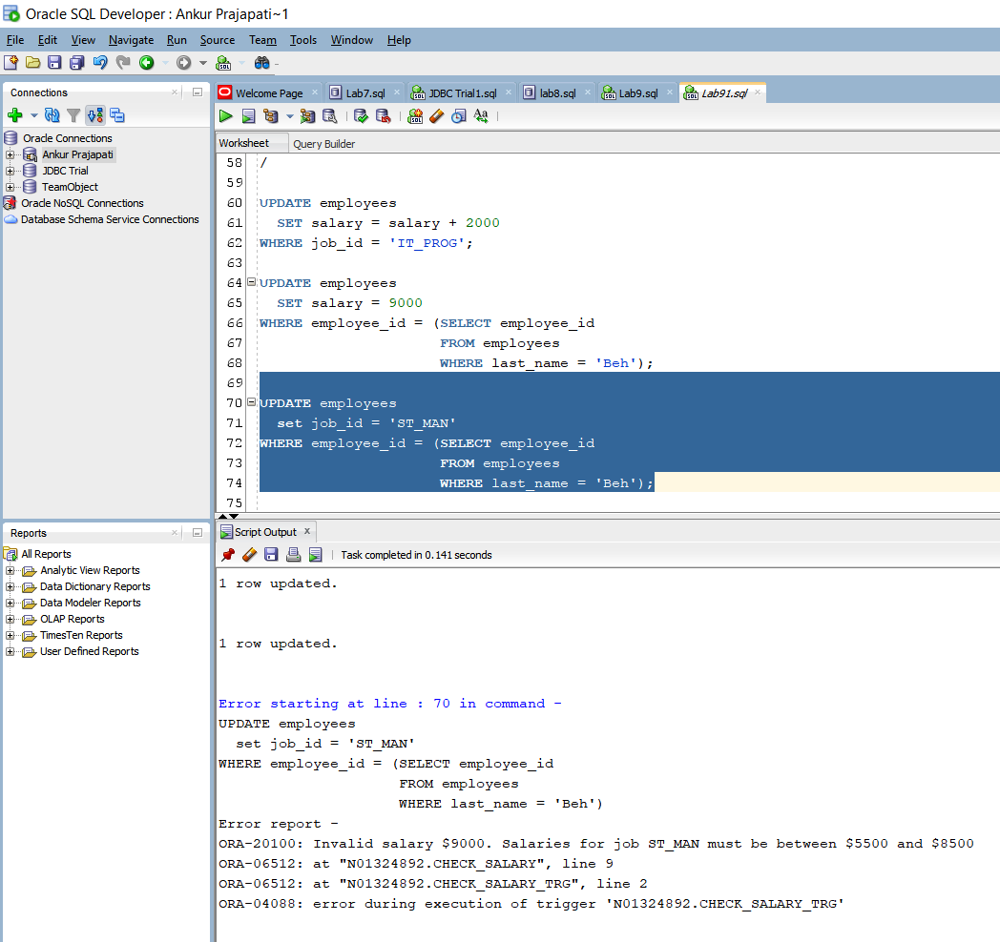 Oracle SQL Developer : Ankur Prajapati~1
File Edit View Navigate Run Source Team Tools Window Help
Connections
Oracle Connections
Ankur Prajapati
JDBC Trial
TeamObject
Oracle NoSQL Connections
Database Schema Service Connections
Reports
All Reports
Analytic View Reports
Data Dictionary Reports
Data Modeler Reports
OLAP Reports
TimesTen Reports
User Defined Reports
Welcome Page Lab7.sql JDBC Trial1.sql lab8.sql Lab9.sql Lab91.sql
Worksheet Query Builder
58 /
59
60 UPDATE employees
61 SET salary = salary + 2000
62 WHERE job_id = 'IT_PROG';
63
64 UPDATE employees
65 SET salary = 9000
66 WHERE employee_id = (SELECT employee_id
67 FROM employees
68 WHERE last_name = 'Beh');
69
70 UPDATE employees
71 set job_id = 'ST_MAN'
72 WHERE employee_id = (SELECT employee_id
73 FROM employees
74 WHERE last_name = 'Beh');
75
Script Output
Task completed in 0.141 seconds
1 row updated.
1 row updated.
Error starting at line : 70 in command -
UPDATE employees
set job_id = 'ST_MAN'
WHERE employee_id = (SELECT employee_id
FROM employees
WHERE last_name = 'Beh')
Error report -
ORA-20100: Invalid salary $9000. Salaries for job ST_MAN must be between $5500 and $8500
ORA-06512: at "N01324892.CHECK_SALARY", line 9
ORA-06512: at "N01324892.CHECK_SALARY_TRG", line 2
ORA-04088: error during execution of trigger 'N01324892.CHECK_SALARY_TRG'